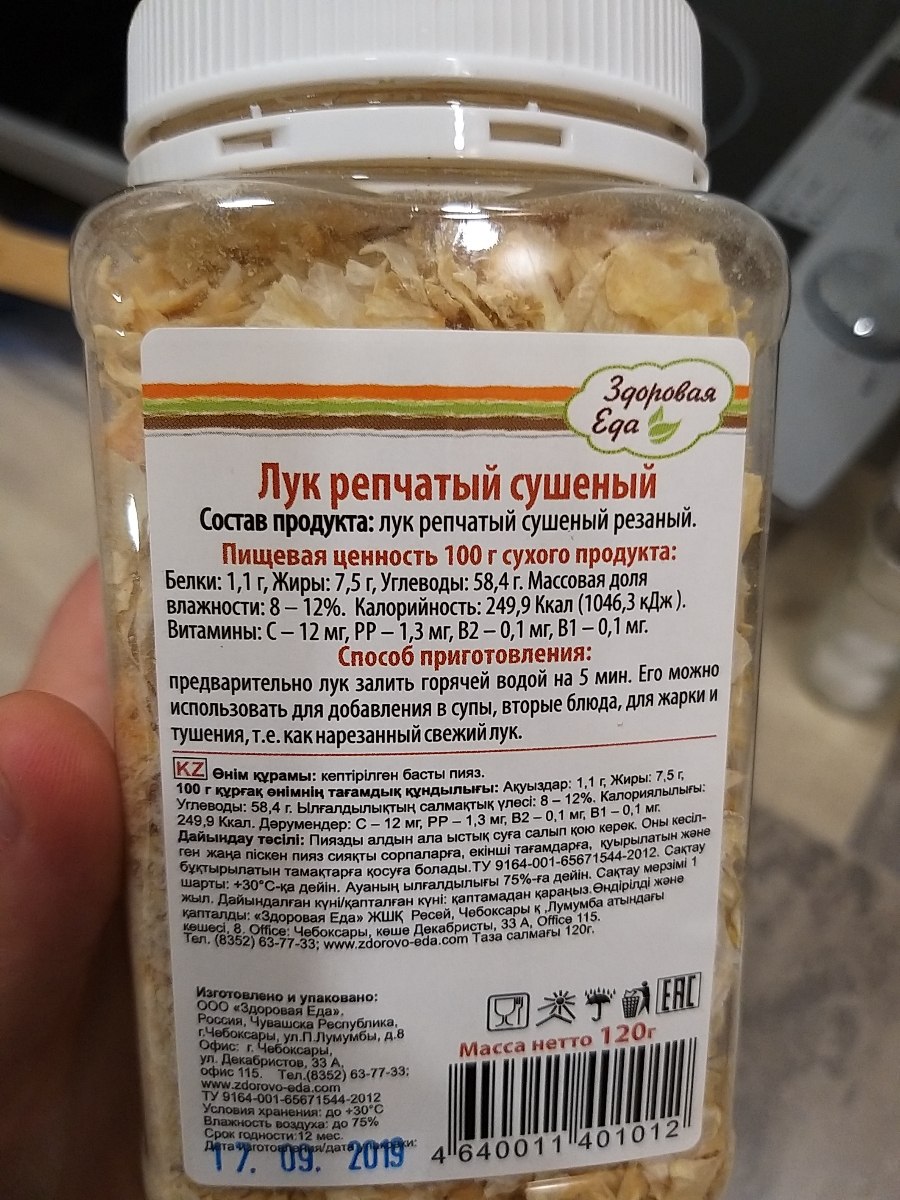 Здоровая
Еда
Лук репчатый сушеный
Состав продукта: лук репчатый сушеный резаный.
Пищевая ценность 100 г сухого продукта:
Белки: 1,1 г, Жиры: 7,5 г, Углеводы: 58,4 г. Массовая доля
влажности: 8 – 12%. Калорийность: 249,9 Ккал (1046,3 кДж ).
Витамины: С – 12 мг, РР – 1,3 мг, В2 – 0,1 мг, В1 – 0,1 мг.
Способ приготовления:
предварительно лук залить горячей водой на 5 мин. Его можно
использовать для добавления в супы, вторые блюда, для жарки и
тушения, т.е. как нарезанный свежий лук.
KZ Өнім құрамы: кептірілген басты пияз.
100 г құрғақ өнімнің тағамдық құндылығы: Ақуыздар: 1,1 г, Жиры: 7,5 г,
Углеводы: 58,4 г. Ылғалдылықтың салмақтық үлесі: 8 – 12%. Калориялылығы:
249,9 Ккал. Дәрумендер: С – 12 мг, РР – 1,3 мг, В2 – 0,1 мг, В1 – 0,1 мг.
Дайындау тәсілі: Пиязды алдын ала ыстық суға салып қою керек. Оны кесіл-
ген жаңа піскен пияз сияқты сорпаларға, екінші тағамдарға, қуырылатын және
бұқтырылатын тамақтарға қосуға болады.ТУ 9164-001-65671544-2012. Сақтау
шарты: +30°С-қа дейін. Ауаның ылғалдылығы 75%-ға дейін. Сақтау мерзімі 1
жыл. Дайындалған күні/қапталған күні: қаптамадан қараңыз.Өндірілді және
қапталды: «Здоровая Еда» ЖШҚ Ресей, Чебоксары қ ,Лумумба атындағы
көшесі, 8. Office: Чебоксары, көше Декабристы, 33 А, Office 115.
Тел. (8352) 63-77-33; www.zdorovo-eda.com Таза салмағы 120г.
Изготовлено и упаковано:
ООО «Здоровая Еда»,
Россия, Чувашска Республика,
г.Чебоксары, ул.П.Лумумбы, д.8
Офис: г. Чебоксары,
ул. Декабристов, 33 А,
офис 115. Тел.(8352) 63-77-33;
www.zdorovo-eda.com
ТУ 9164-001-65671544-2012
Условия хранения: до +30°С
Влажность воздуха: до 75%
Срок годности:12 мес.
Дата изготовления/дата упаковки:
17. 09. 2019
EAC
Масса нетто 120г
4 640011 401012